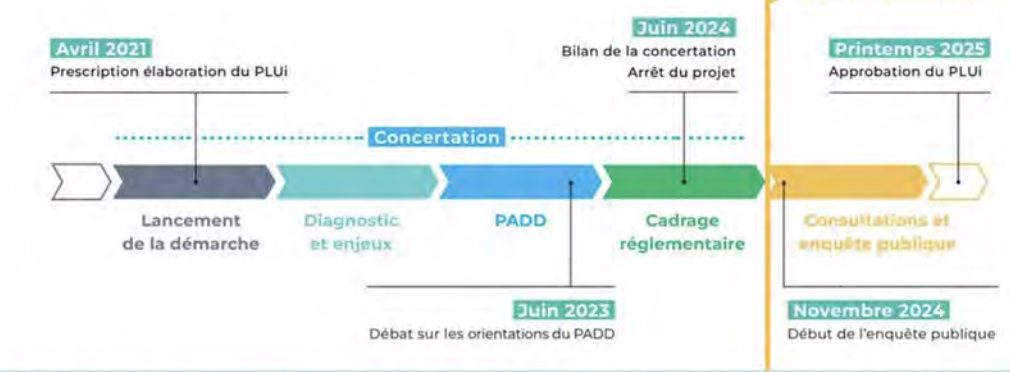 Avril 2021
Prescription élaboration du PLUi
Juin 2024
Bilan de la concertation
Arrêt du projet
Printemps 2025
Approbation du PLUi
Concertation
Lancement
de la démarche
Diagnostic
et enjeux
PADD
Cadrage
réglementaire
Consultations et
enquête publique
Juin 2023
Débat sur les orientations du PADD
Novembre 2024
Début de l'enquête publique